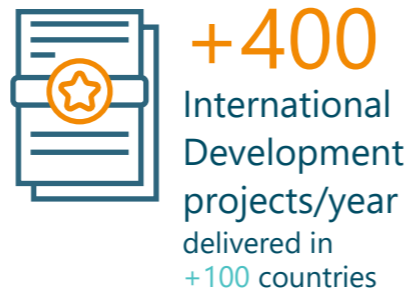 +400
International
Development
projects/year
delivered in
+100 countries